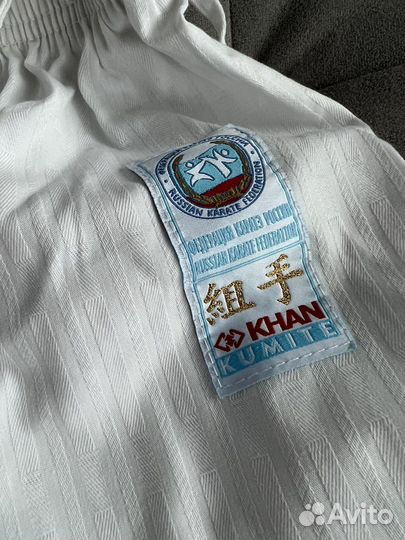 RUSSIAN KARATE FEDERATION
ФЕДЕРАЦИЯ КАРАТЭ РОССИИ
RUSSIAN KARATE FEDERATION
組手
KHAN
KUMITE
Avito